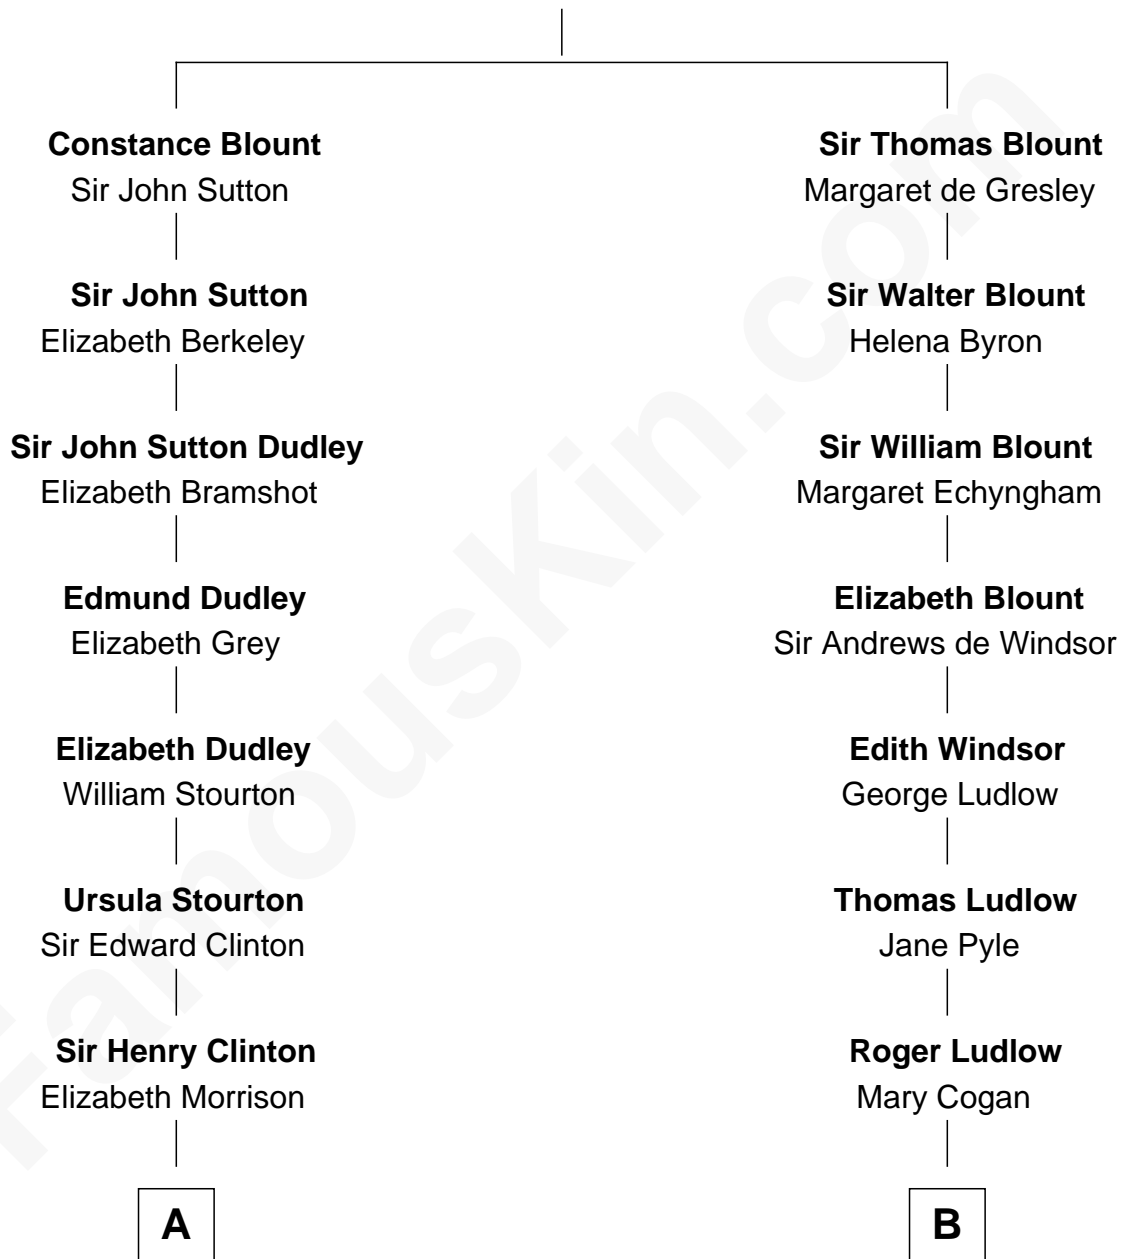 Constance Blount
Sir John Sutton
Sir Thomas Blount
Margaret de Gresley
Sir John Sutton
Elizabeth Berkeley
Sir Walter Blount
Helena Byron
Sir John Sutton Dudley
Elizabeth Bramshot
Sir William Blount
Margaret Echyngham
Edmund Dudley
Elizabeth Grey
Elizabeth Blount
Sir Andrews de Windsor
Elizabeth Dudley
William Stourton
Edith Windsor
George Ludlow
Ursula Stourton
Sir Edward Clinton
Thomas Ludlow
Jane Pyle
Sir Henry Clinton
Elizabeth Morrison
Roger Ludlow
Mary Cogan
A
B
FamousKin.com